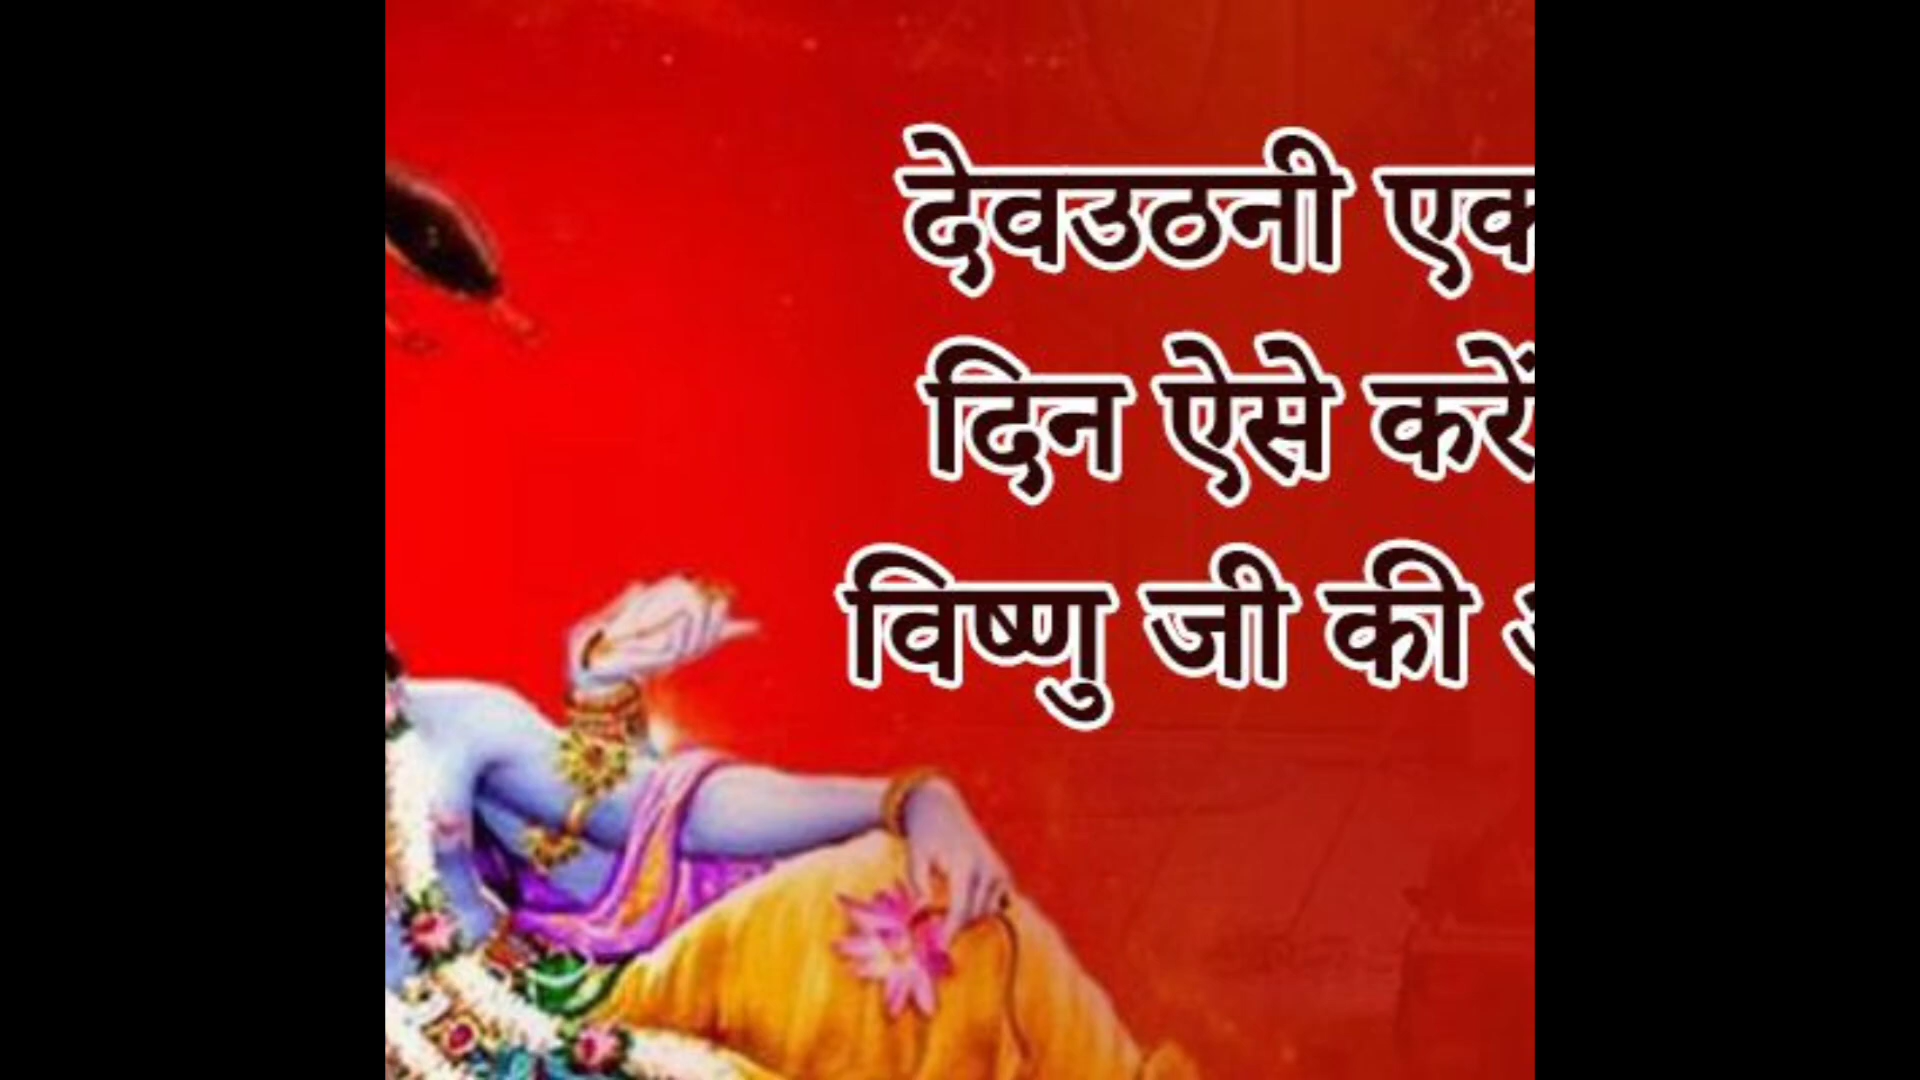 देवउठनी एक
दिन ऐसे करें
विष्णु जी की